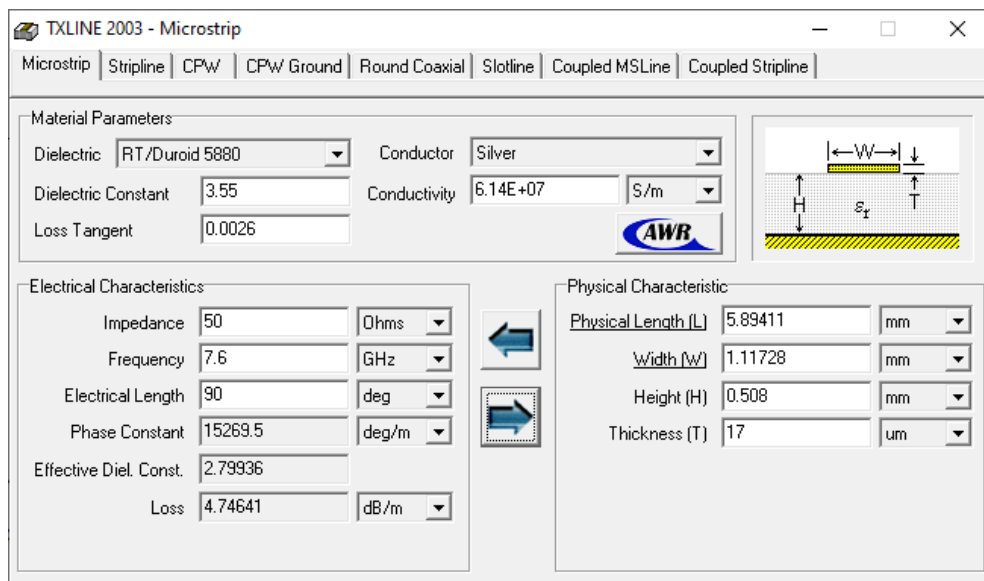 TXLINE 2003 - Microstrip
Microstrip Stripline CPW CPW Ground Round Coaxial Slotline Coupled MSLine Coupled Stripline
Material Parameters
Dielectric RT/Duroid 5880 Conductor Silver
Dielectric Constant 3.55 Conductivity 6.14E+07 S/m
Loss Tangent 0.0026 AWR
W
H εr T
Electrical Characteristics
Impedance 50 Ohms
Frequency 7.6 GHz
Electrical Length 90 deg
Phase Constant 15269.5 deg/m
Effective Diel. Const. 2.79936
Loss 4.74641 dB/m
Physical Characteristic
Physical Length (L) 5.89411 mm
Width (W) 1.11728 mm
Height (H) 0.508 mm
Thickness (T) 17 um